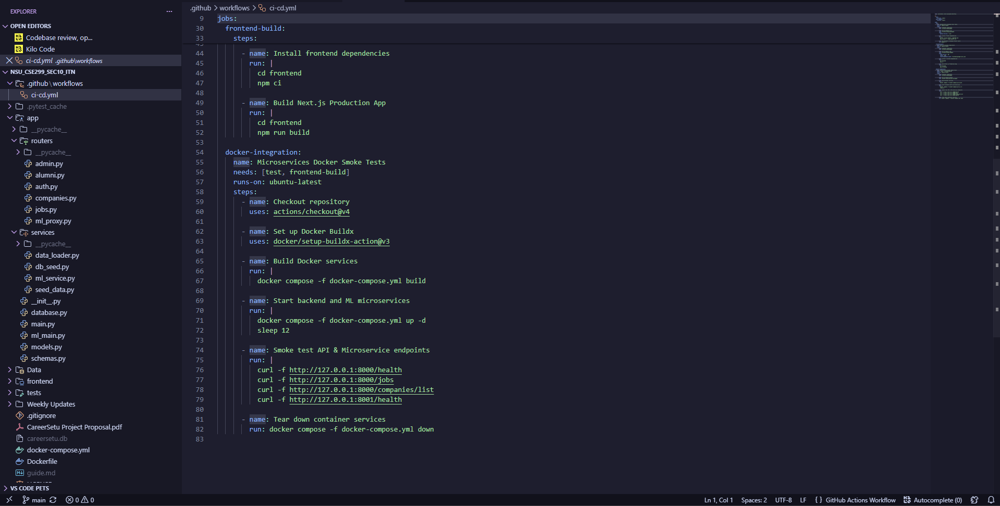 EXPLORER
···
OPEN EDITORS
Codebase review, op...
Kilo Code
ci-cd.yml .github\workflows
NSU_CSE299_SEC10_ITN
.github\workflows
ci-cd.yml
.pytest_cache
app
__pycache__
routers
__pycache__
admin.py
alumni.py
auth.py
companies.py
jobs.py
ml_proxy.py
services
__pycache__
data_loader.py
db_seed.py
ml_service.py
seed_data.py
__init__.py
database.py
main.py
ml_main.py
models.py
schemas.py
Data
frontend
tests
Weekly Updates
.gitignore
CareerSetu Project Proposal.pdf
careersetu.db
docker-compose.yml
Dockerfile
guide.md
VS CODE PETS
.github > workflows > ci-cd.yml
9 jobs:
30 frontend-build:
33 steps:
44 - name: Install frontend dependencies
45 run: |
46 cd frontend
47 npm ci
48
49 - name: Build Next.js Production App
50 run: |
51 cd frontend
52 npm run build
53
54 docker-integration:
55 name: Microservices Docker Smoke Tests
56 needs: [test, frontend-build]
57 runs-on: ubuntu-latest
58 steps:
59 - name: Checkout repository
60 uses: actions/checkout@v4
61
62 - name: Set up Docker Buildx
63 uses: docker/setup-buildx-action@v3
64
65 - name: Build Docker services
66 run: |
67 docker compose -f docker-compose.yml build
68
69 - name: Start backend and ML microservices
70 run: |
71 docker compose -f docker-compose.yml up -d
72 sleep 12
73
74 - name: Smoke test API & Microservice endpoints
75 run: |
76 curl -f http://127.0.0.1:8000/health
77 curl -f http://127.0.0.1:8000/jobs
78 curl -f http://127.0.0.1:8000/companies/list
79 curl -f http://127.0.0.1:8001/health
80
81 - name: Tear down container services
82 run: docker compose -f docker-compose.yml down
83
main 0 0 Ln 1, Col 1 Spaces: 2 UTF-8 LF { } GitHub Actions Workflow Autocomplete (0)